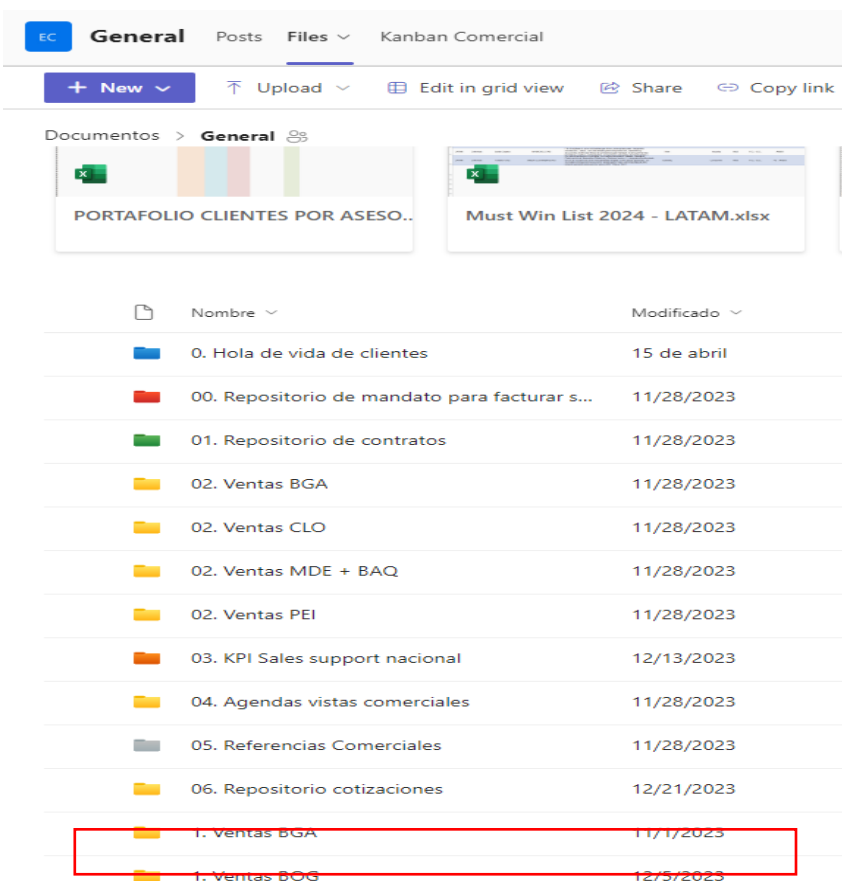 EC General Posts Files Kanban Comercial
+ New Upload Edit in grid view Share Copy link
Documentos > General
PORTAFOLIO CLIENTES POR ASESO.. Must Win List 2024 - LATAM.xlsx
Nombre Modificado
0. Hola de vida de clientes 15 de abril
00. Repositorio de mandato para facturar s... 11/28/2023
01. Repositorio de contratos 11/28/2023
02. Ventas BGA 11/28/2023
02. Ventas CLO 11/28/2023
02. Ventas MDE + BAQ 11/28/2023
02. Ventas PEI 11/28/2023
03. KPI Sales support nacional 12/13/2023
04. Agendas vistas comerciales 11/28/2023
05. Referencias Comerciales 11/28/2023
06. Repositorio cotizaciones 12/21/2023
1. Ventas BGA 11/1/2023
1. Ventas BOG 12/5/2023